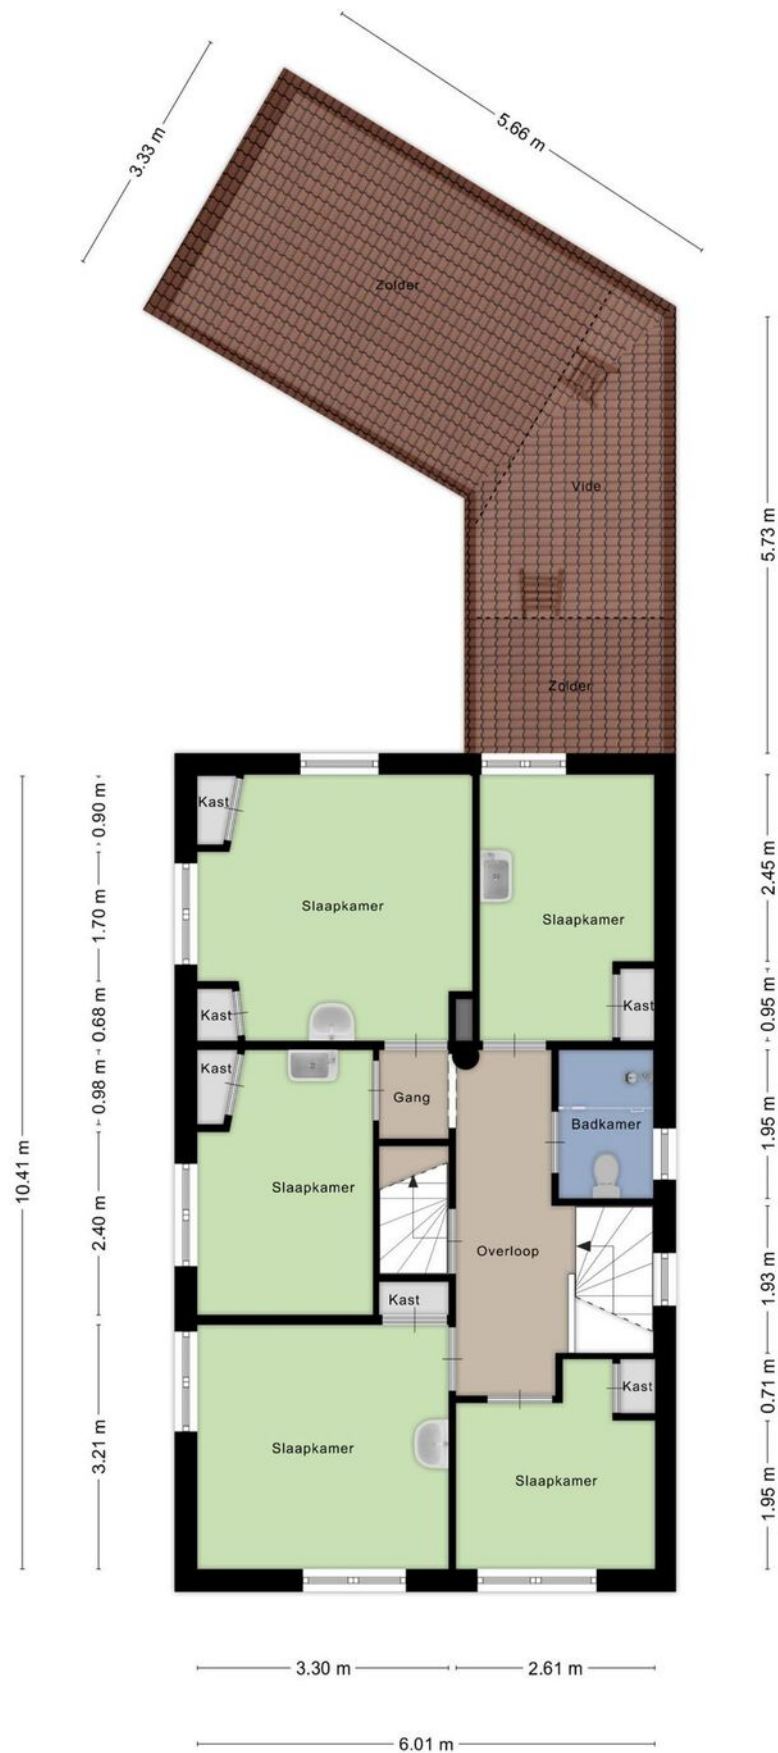 5.66 m
3.33 m
Zolder
Vide
5.73 m
Zolder
Kast
0.90 m
2.45 m
Slaapkamer
1.70 m
Slaapkamer
Kast
Kast
0.68 m
0.95 m
Kast
0.98 m
Gang
Badkamer
1.95 m
10.41 m
Slaapkamer
2.40 m
Overloop
1.93 m
Kast
Kast
0.71 m
3.21 m
Slaapkamer
Slaapkamer
1.95 m
3.30 m
2.61 m
6.01 m